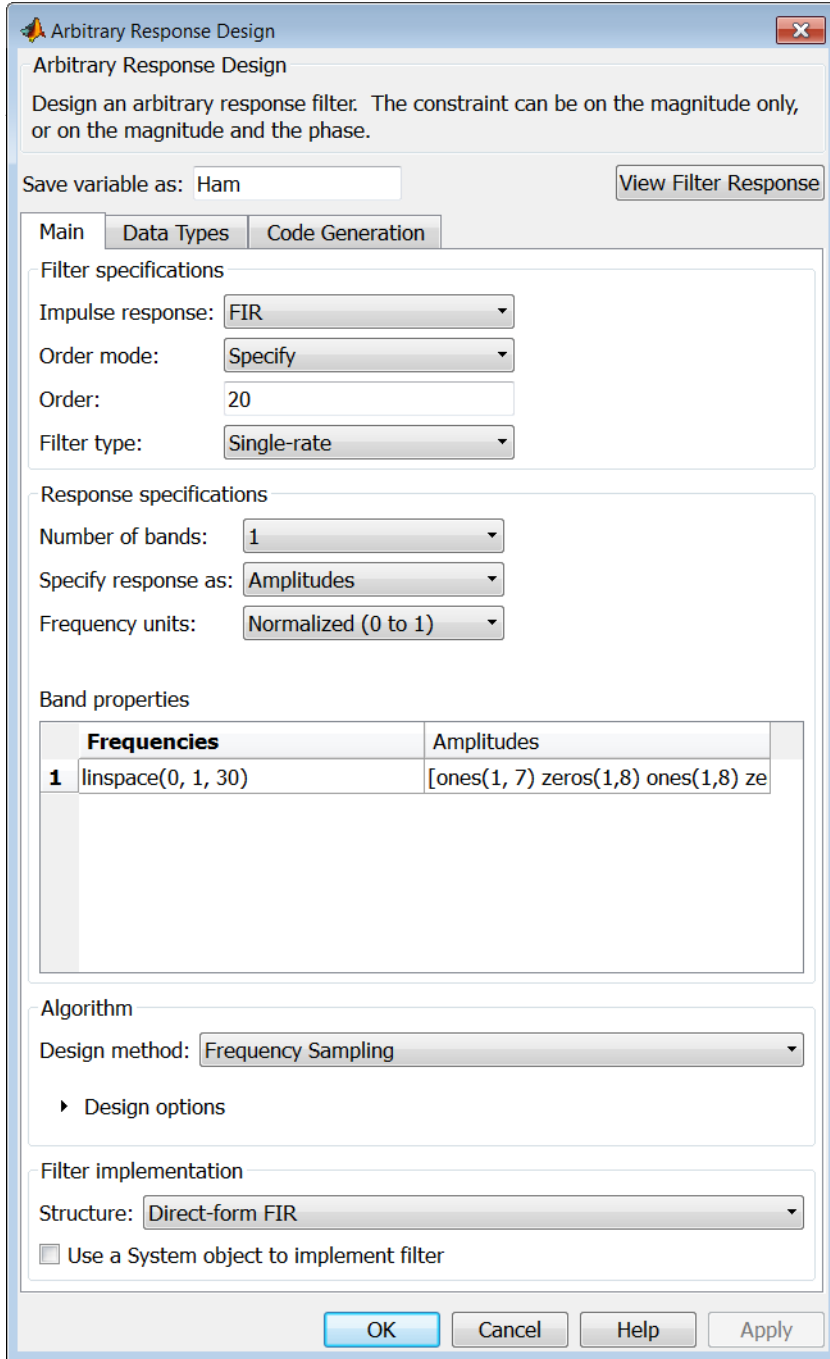 Arbitrary Response Design
Arbitrary Response Design
Design an arbitrary response filter. The constraint can be on the magnitude only,
or on the magnitude and the phase.
Save variable as: Ham View Filter Response
Main Data Types Code Generation
Filter specifications
Impulse response: FIR
Order mode: Specify
Order: 20
Filter type: Single-rate
Response specifications
Number of bands: 1
Specify response as: Amplitudes
Frequency units: Normalized (0 to 1)
Band properties
Frequencies Amplitudes
1 linspace(0, 1, 30) [ones(1, 7) zeros(1,8) ones(1,8) ze
Algorithm
Design method: Frequency Sampling
Design options
Filter implementation
Structure: Direct-form FIR
Use a System object to implement filter
OK Cancel Help Apply